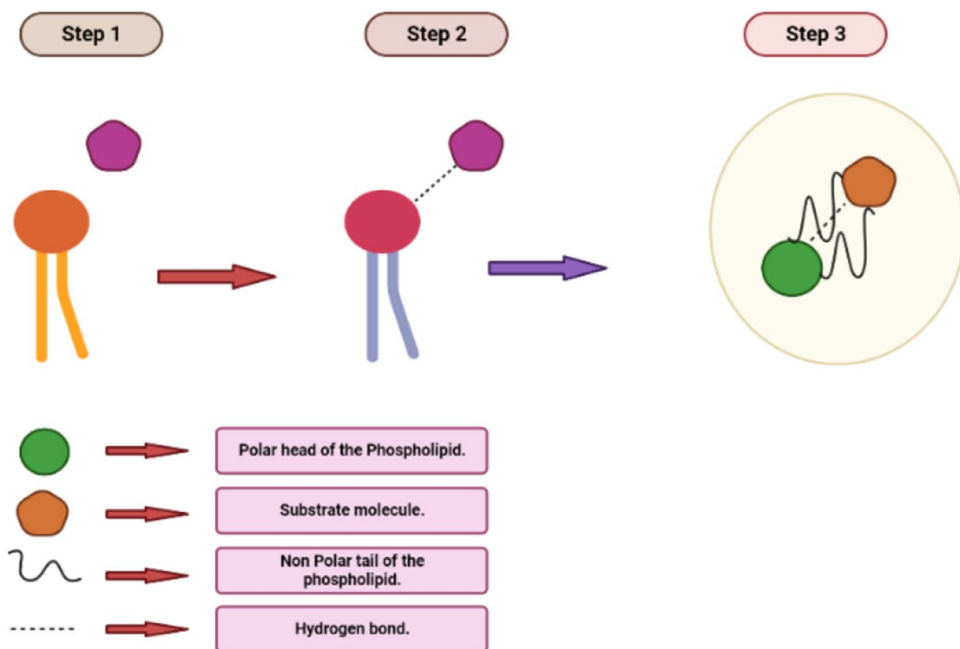 Step 1
Step 2
Step 3
Polar head of the Phospholipid.
Substrate molecule.
Non Polar tail of the
phospholipid.
Hydrogen bond.